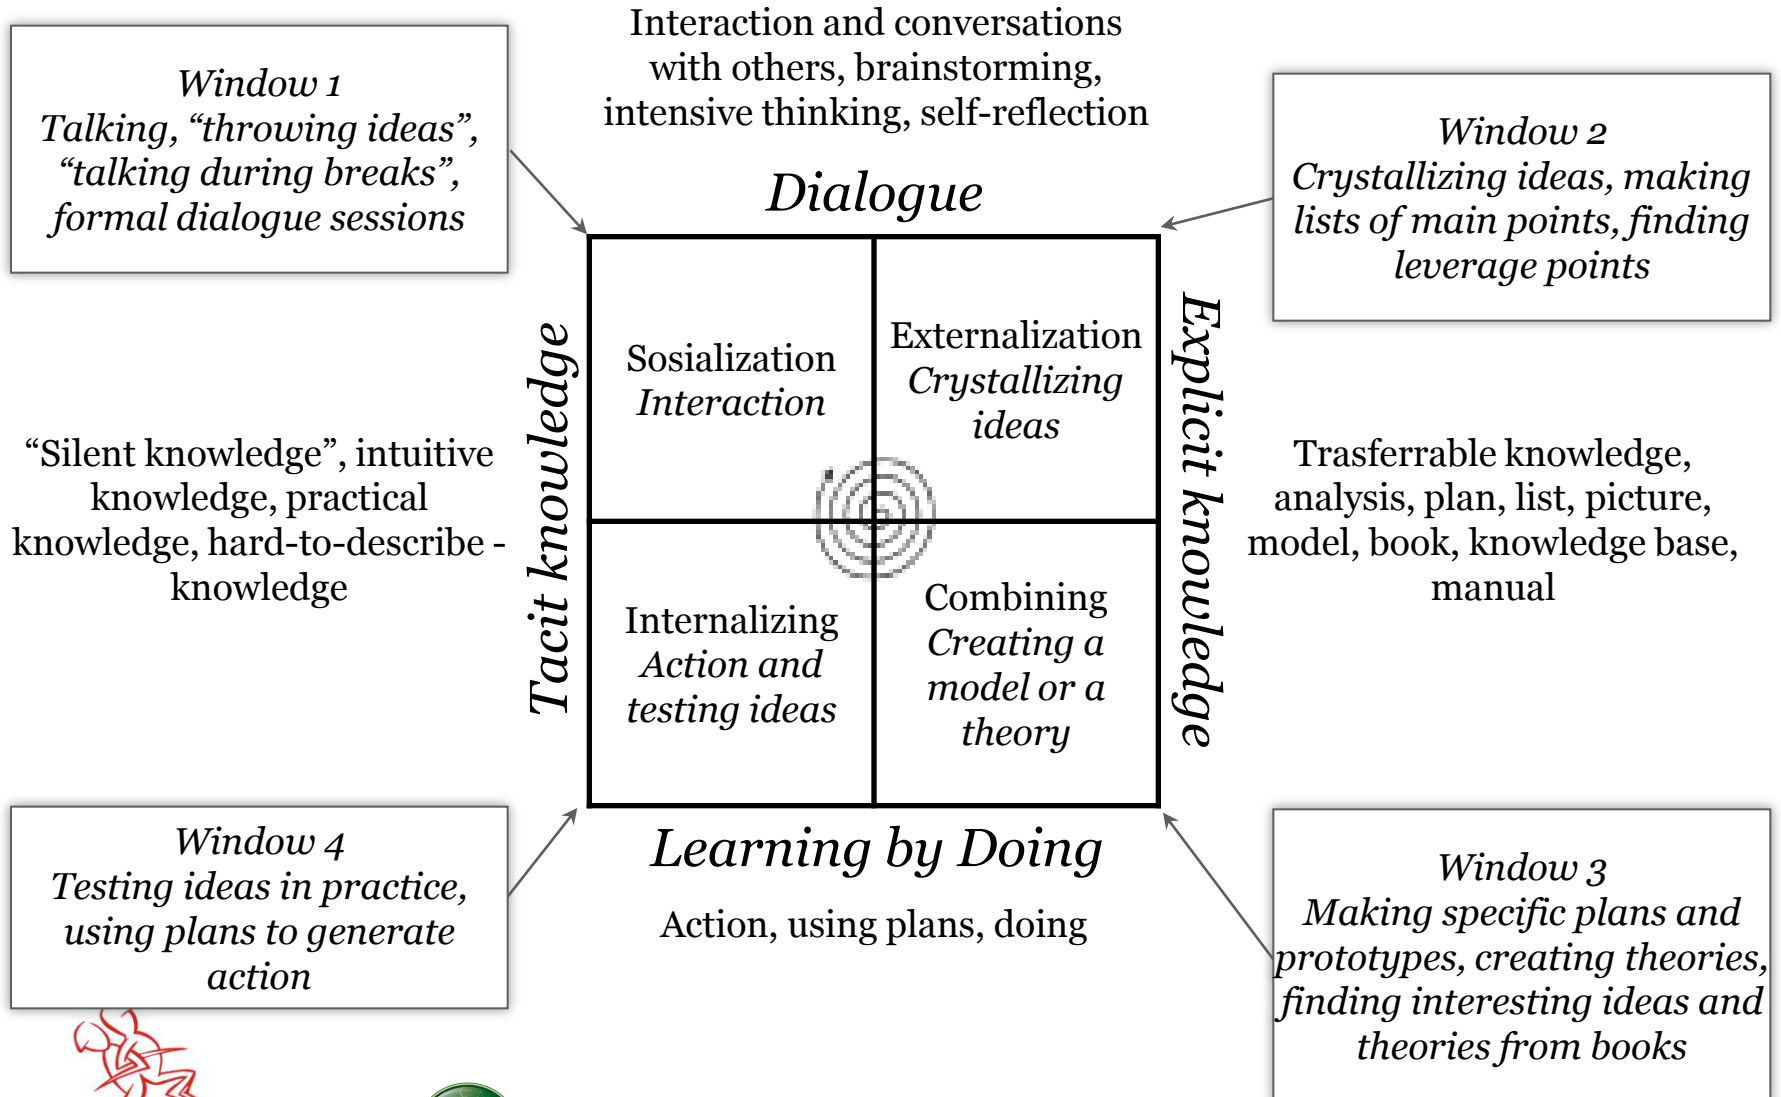 Interaction and conversations
with others, brainstorming,
intensive thinking, self-reflection
Window 1
Talking, “throwing ideas”,
“talking during breaks”,
formal dialogue sessions
Window 2
Crystallizing ideas, making
lists of main points, finding
leverage points
Dialogue
Sosialization
Interaction
Externalization
Crystallizing
ideas
Tacit knowledge
Explicit knowledge
“Silent knowledge”, intuitive
knowledge, practical
knowledge, hard-to-describe -
knowledge
Trasferrable knowledge,
analysis, plan, list, picture,
model, book, knowledge base,
manual
Internalizing
Action and
testing ideas
Combining
Creating a
model or a
theory
Window 4
Testing ideas in practice,
using plans to generate
action
Learning by Doing
Action, using plans, doing
Window 3
Making specific plans and
prototypes, creating theories,
finding interesting ideas and
theories from books